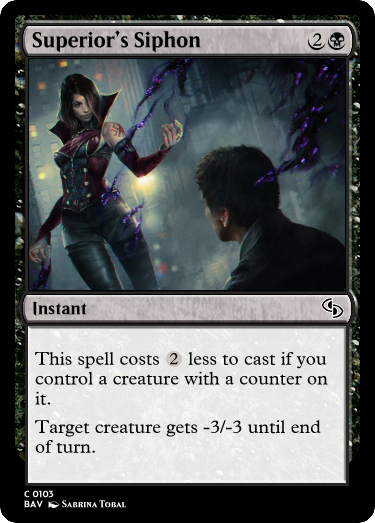 Superior's Siphon 2
Instant
This spell costs 2 less to cast if you
control a creature with a counter on
it.
Target creature gets -3/-3 until end
of turn.
C 0103
BAV Sabrina Tobal